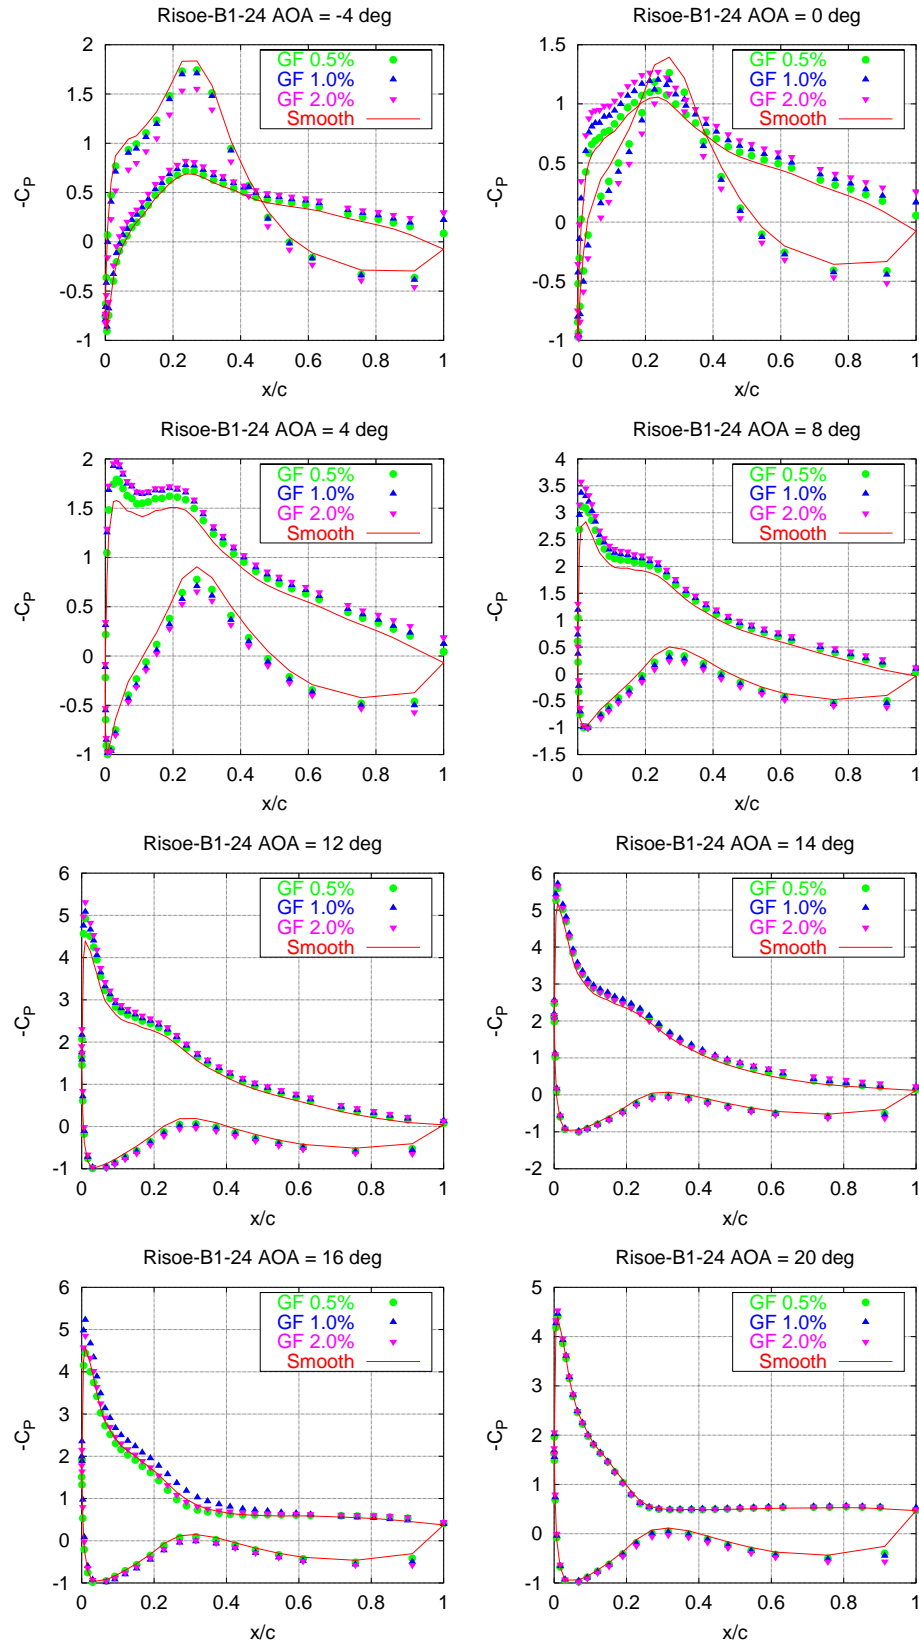 Risoe-B1-24 AOA = -4 deg
2
1.5
1
0.5
0
-0.5
-1
-CP
GF 0.5%
GF 1.0%
GF 2.0%
Smooth
0 0.2 0.4 0.6 0.8 1
x/c
Risoe-B1-24 AOA = 0 deg
1.5
1
0.5
0
-0.5
-1
-CP
GF 0.5%
GF 1.0%
GF 2.0%
Smooth
0 0.2 0.4 0.6 0.8 1
x/c
Risoe-B1-24 AOA = 4 deg
2
1.5
1
0.5
0
-0.5
-1
-CP
GF 0.5%
GF 1.0%
GF 2.0%
Smooth
0 0.2 0.4 0.6 0.8 1
x/c
Risoe-B1-24 AOA = 8 deg
4
3.5
3
2.5
2
1.5
1
0.5
0
-0.5
-1
-1.5
-CP
GF 0.5%
GF 1.0%
GF 2.0%
Smooth
0 0.2 0.4 0.6 0.8 1
x/c
Risoe-B1-24 AOA = 12 deg
6
5
4
3
2
1
0
-1
-CP
GF 0.5%
GF 1.0%
GF 2.0%
Smooth
0 0.2 0.4 0.6 0.8 1
x/c
Risoe-B1-24 AOA = 14 deg
6
5
4
3
2
1
0
-1
-2
-CP
GF 0.5%
GF 1.0%
GF 2.0%
Smooth
0 0.2 0.4 0.6 0.8 1
x/c
Risoe-B1-24 AOA = 16 deg
6
5
4
3
2
1
0
-1
-CP
GF 0.5%
GF 1.0%
GF 2.0%
Smooth
0 0.2 0.4 0.6 0.8 1
x/c
Risoe-B1-24 AOA = 20 deg
5
4
3
2
1
0
-1
-CP
GF 0.5%
GF 1.0%
GF 2.0%
Smooth
0 0.2 0.4 0.6 0.8 1
x/c